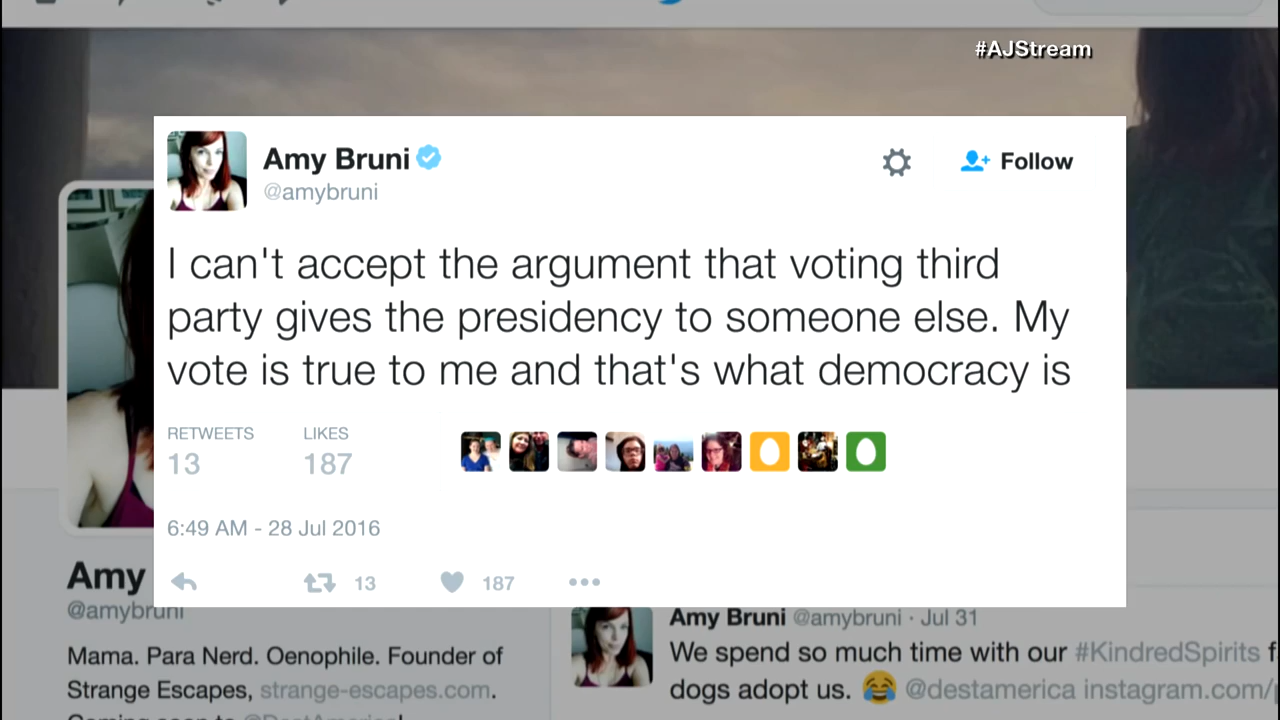 #AJStream
Amy Bruni
@amybruni
Follow
I can't accept the argument that voting third
party gives the presidency to someone else. My
vote is true to me and that's what democracy is
RETWEETS LIKES
13 187
6:49 AM - 28 Jul 2016
13 187
Amy
@amybruni
Mama. Para Nerd. Oenophile. Founder of
Strange Escapes, strange-escapes.com.
Amy Bruni @amybruni · Jul 31
We spend so much time with our #KindredSpirits f
dogs adopt us. 😂 @destamerica instagram.com/